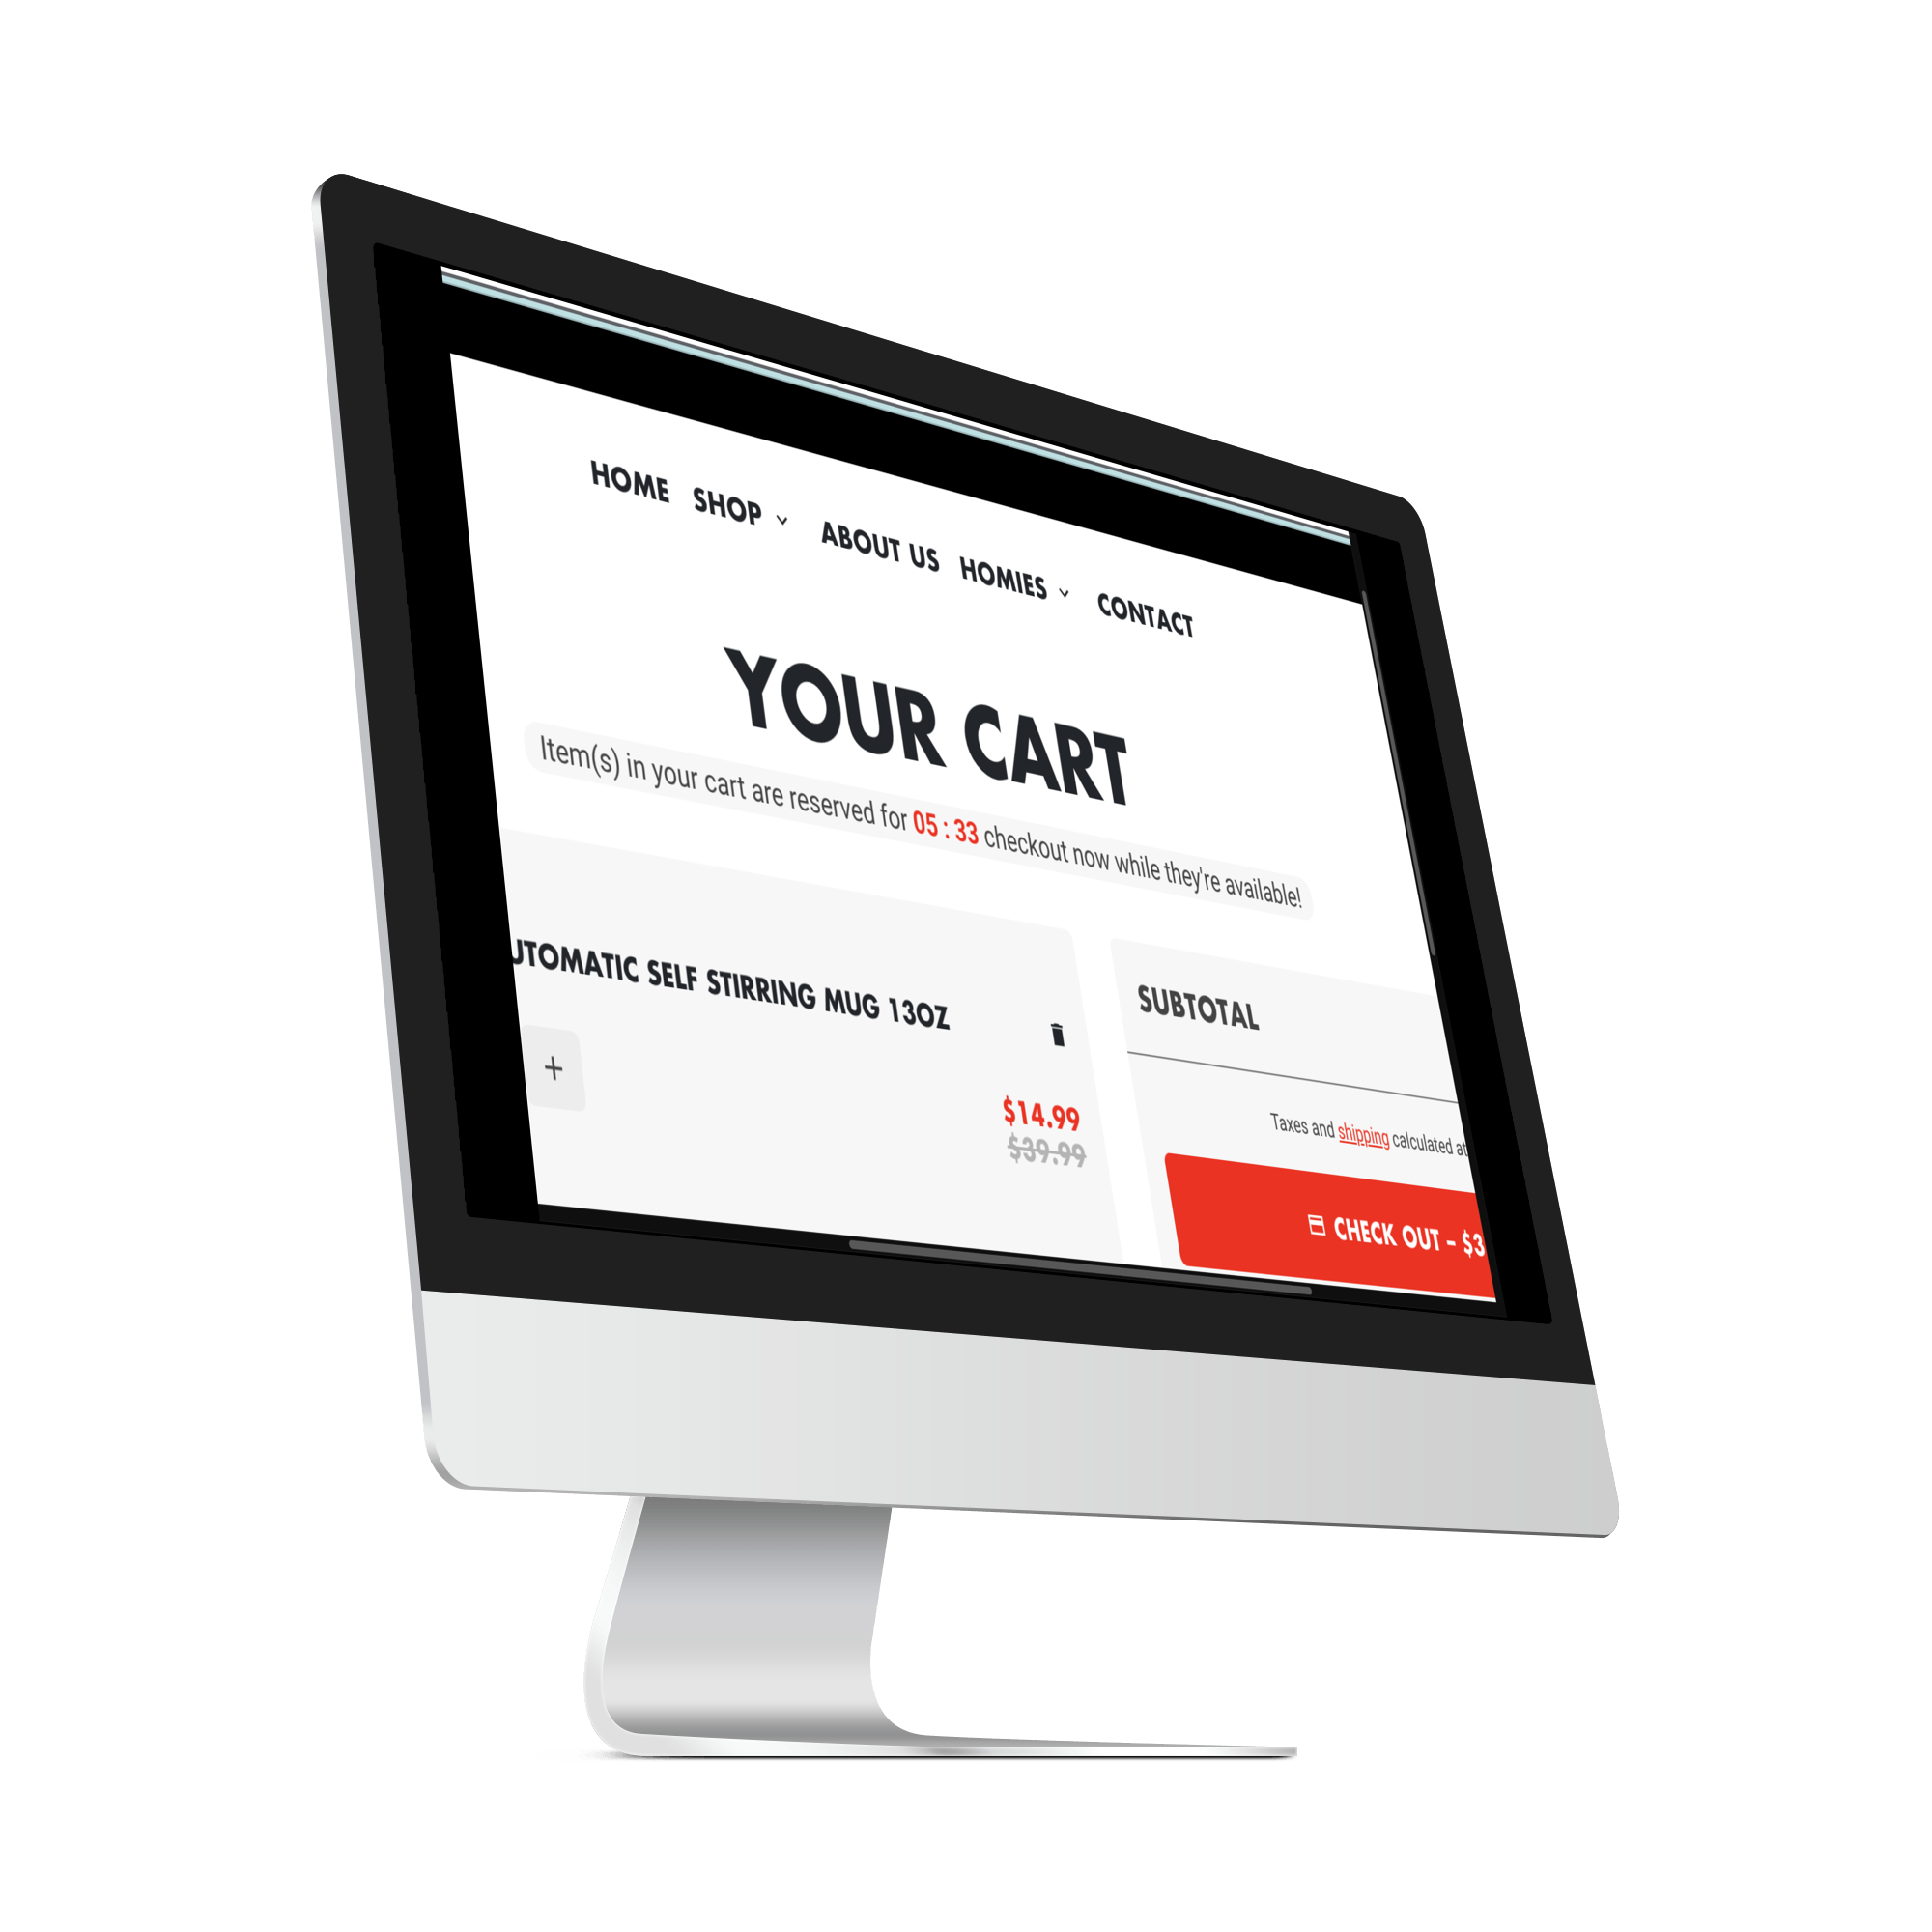 HOME SHOP ABOUT US HOMIES CONTACT
YOUR CART
Item(s) in your cart are reserved for 05 : 33 checkout now while they're available!
UTOMATIC SELF STIRRING MUG 13OZ
+
$14.99
$39.99
SUBTOTAL
Taxes and shipping calculated at
CHECK OUT – $3